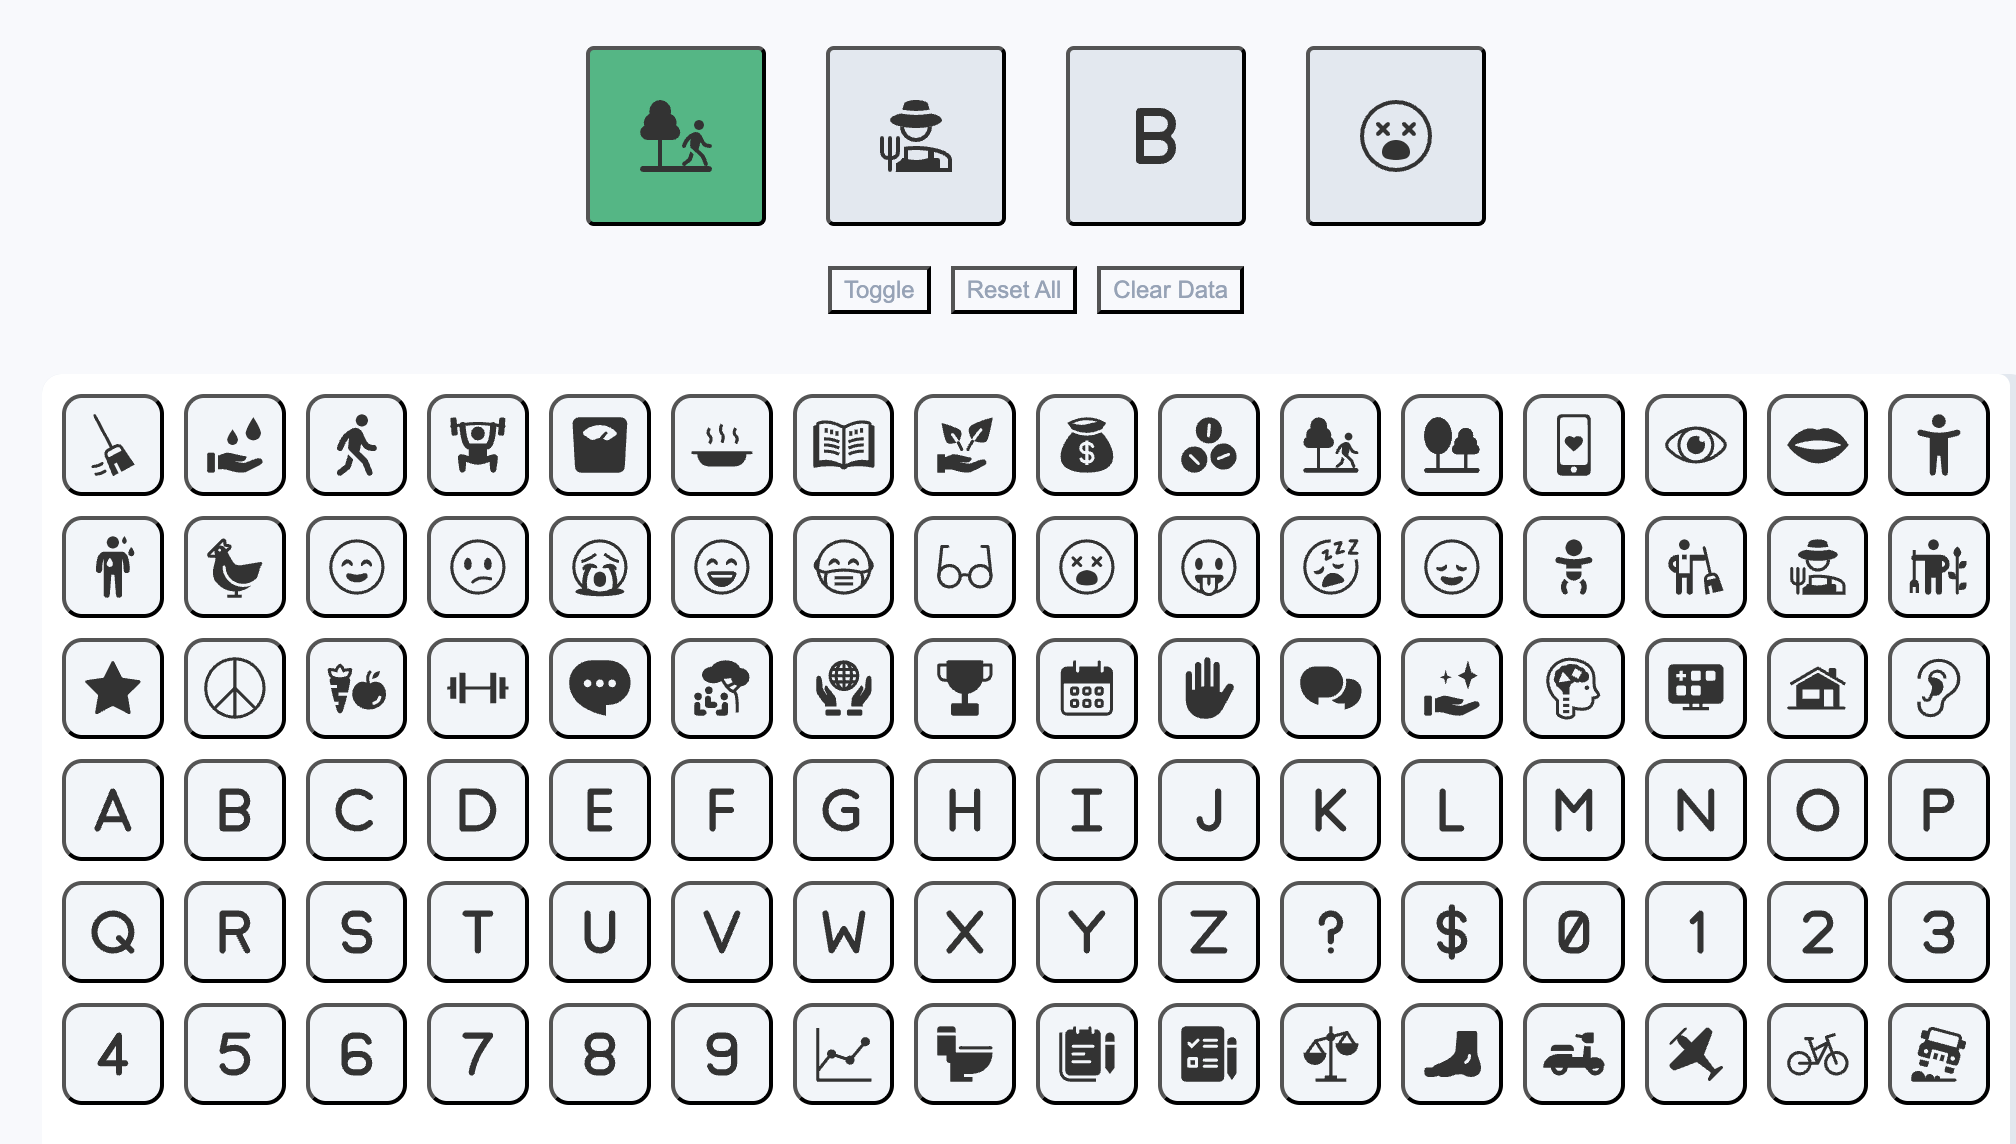 B
Toggle Reset All Clear Data
$
A B C D E F G H I J K L M N O P
Q R S T U V W X Y Z ? $ 0 1 2 3
4 5 6 7 8 9